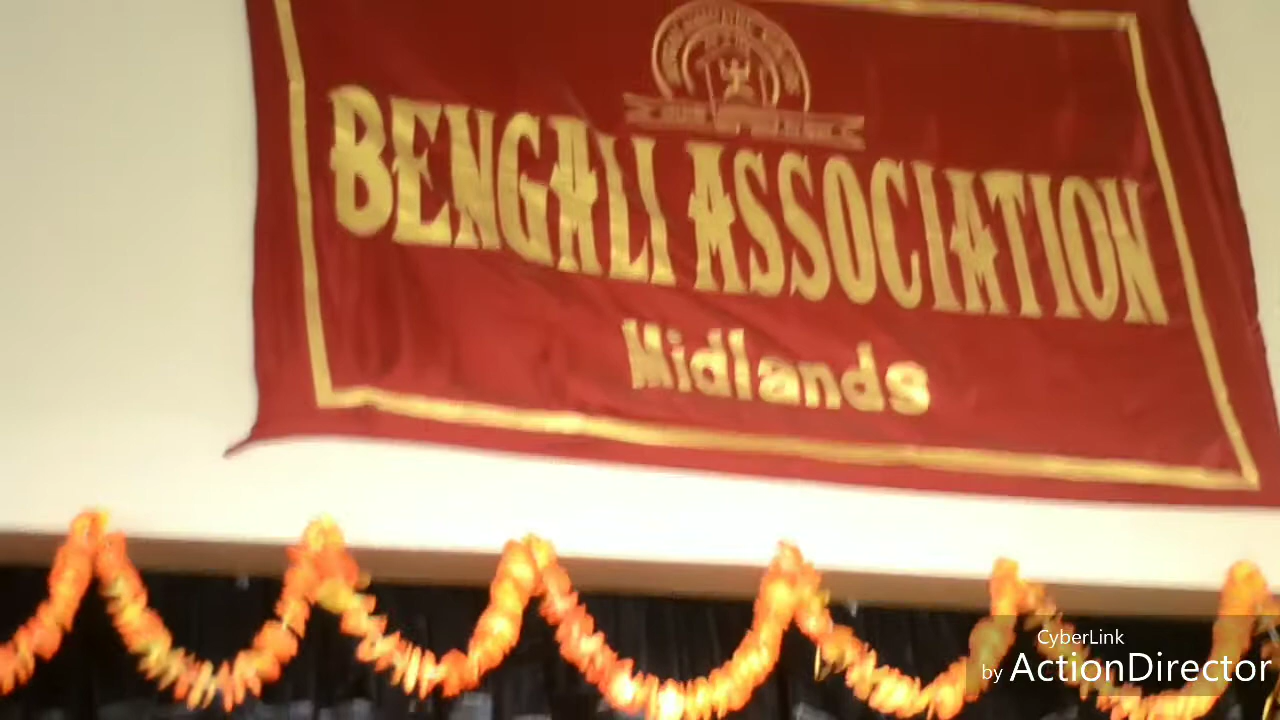 BENGALI ASSOCIATION
Midlands
CyberLink
by ActionDirector